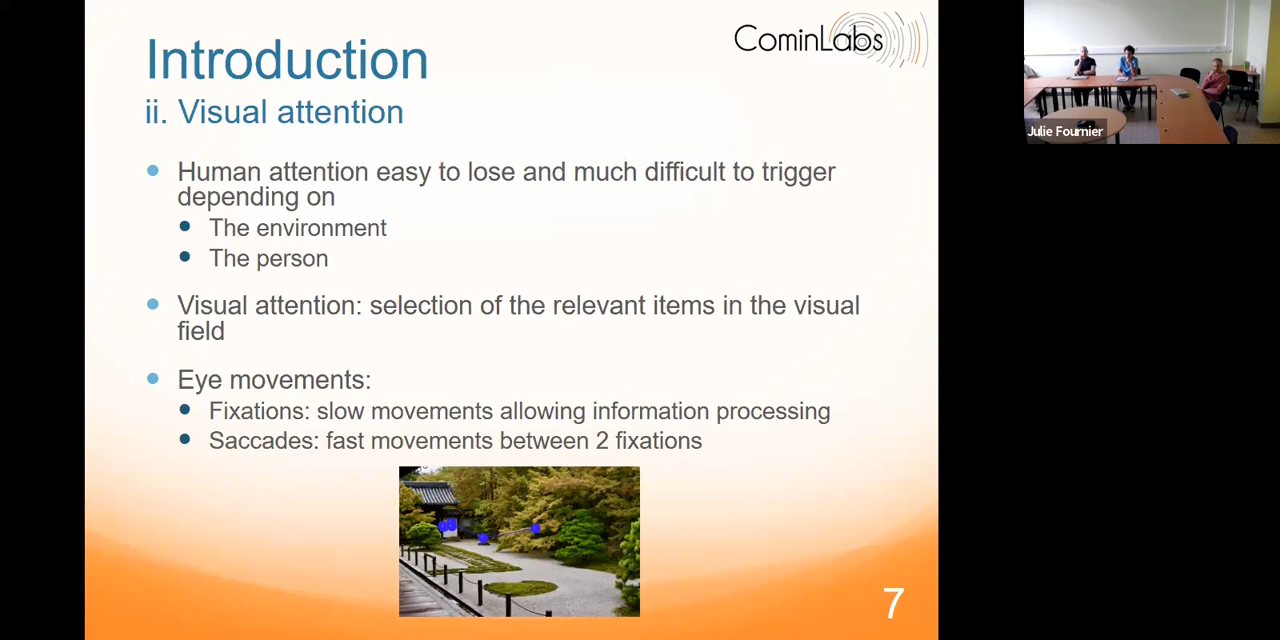 Introduction
CominLabs
ii. Visual attention
Human attention easy to lose and much difficult to trigger
depending on
The environment
The person
Visual attention: selection of the relevant items in the visual
field
Eye movements:
Fixations: slow movements allowing information processing
Saccades: fast movements between 2 fixations
7
Julie Fournier